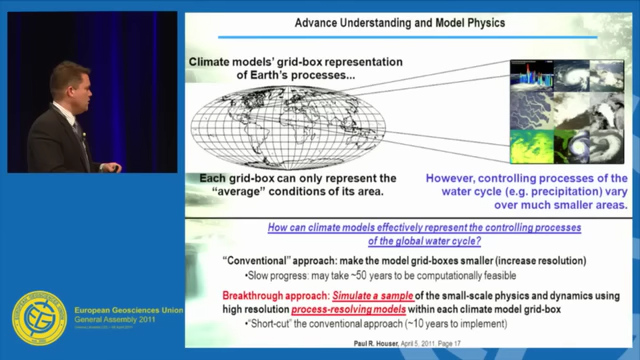 Advance Understanding and Model Physics
Climate models' grid-box representation
of Earth's processes...
Each grid-box can only represent the
"average" conditions of its area.
However, controlling processes of the
water cycle (e.g. precipitation) vary
over much smaller areas.
How can climate models effectively represent the controlling processes
of the global water cycle?
"Conventional" approach: make the model grid-boxes smaller (increase resolution)
•Slow progress: may take ~50 years to be computationally feasible
Breakthrough approach: Simulate a sample of the small-scale physics and dynamics using
high resolution process-resolving models within each climate model grid-box
•"Short-cut" the conventional approach (~10 years to implement)
Paul R. Houser, April 5, 2011, Page 17
European Geosciences Union
General Assembly 2011